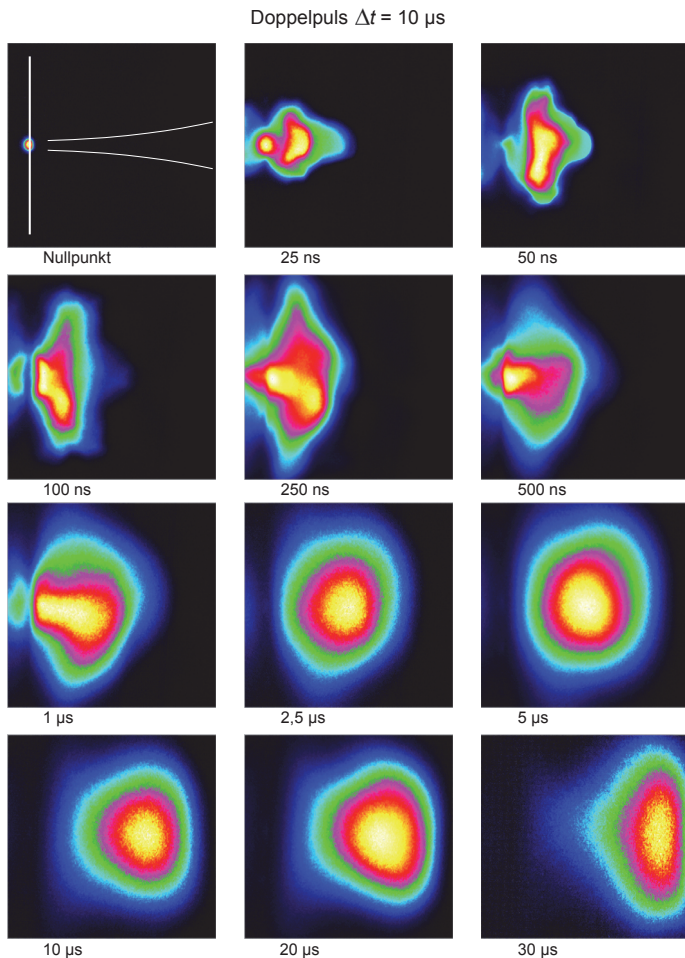 Doppelpuls Δt = 10 µs
Nullpunkt
25 ns
50 ns
100 ns
250 ns
500 ns
1 µs
2,5 µs
5 µs
10 µs
20 µs
30 µs